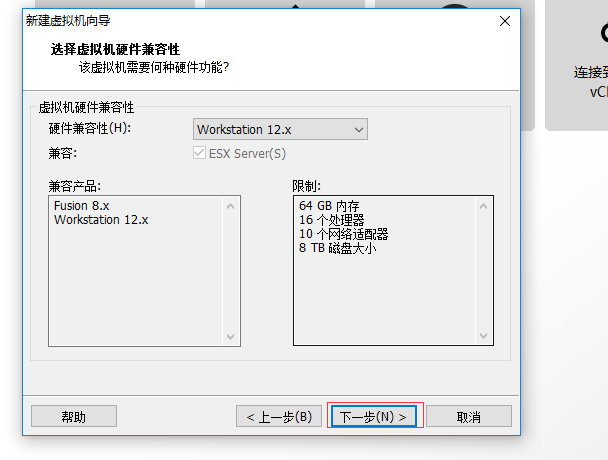 新建虚拟机向导
选择虚拟机硬件兼容性
该虚拟机需要何种硬件功能?
虚拟机硬件兼容性
硬件兼容性(H):
Workstation 12.x
兼容:
ESX Server(S)
兼容产品:
Fusion 8.x
Workstation 12.x
限制:
64 GB 内存
16 个处理器
10 个网络适配器
8 TB 磁盘大小
帮助
< 上一步(B)
下一步(N) >
取消
连接到